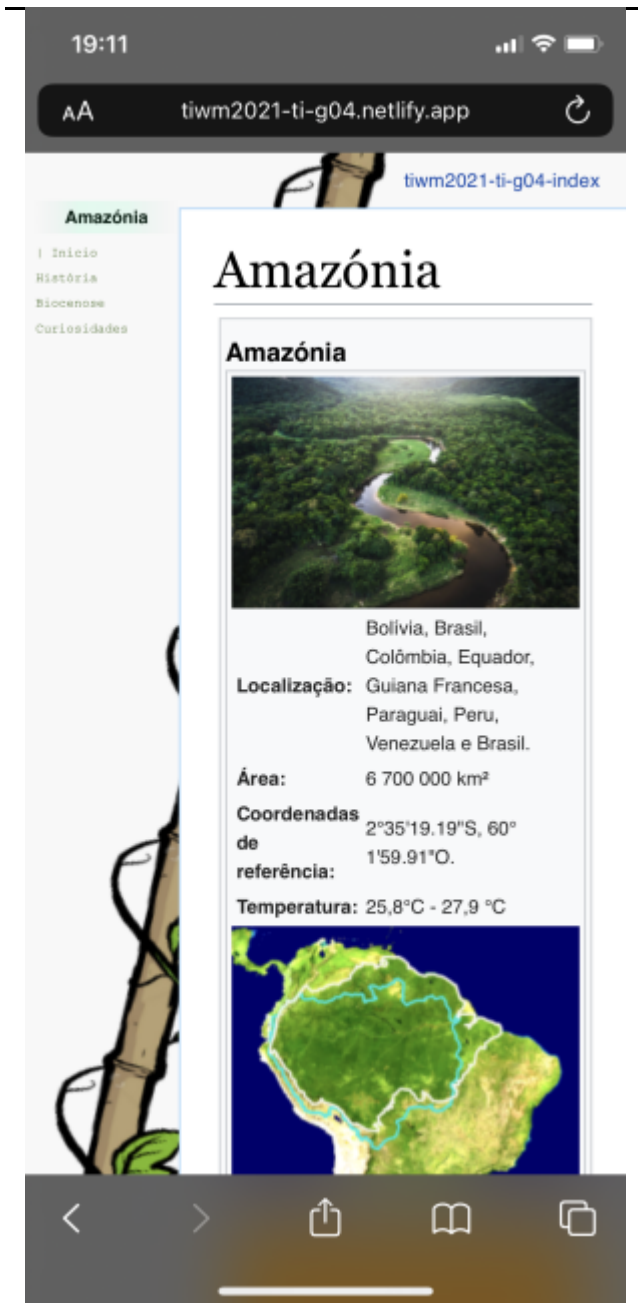 19:11
AA
tiwm2021-ti-g04.netlify.app
tiwm2021-ti-g04-index
Amazónia
| Início
História
Biocenose
Curiosidades
Amazónia
Amazónia
Localização:
Bolívia, Brasil,
Colômbia, Equador,
Guiana Francesa,
Paraguai, Peru,
Venezuela e Brasil.
Área:
6 700 000 km²
Coordenadas
de
referência:
2°35'19.19"S, 60°
1'59.91"O.
Temperatura:
25,8°C - 27,9 °C